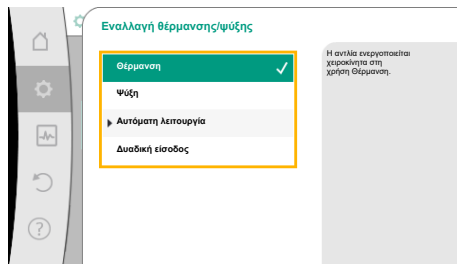 Εναλλαγή θέρμανσης/ψύξης
Θέρμανση
Ψύξη
Αυτόματη λειτουργία
Δυαδική είσοδος
Η αντλία ενεργοποιείται
χειροκίνητα στη
χρήση Θέρμανση.